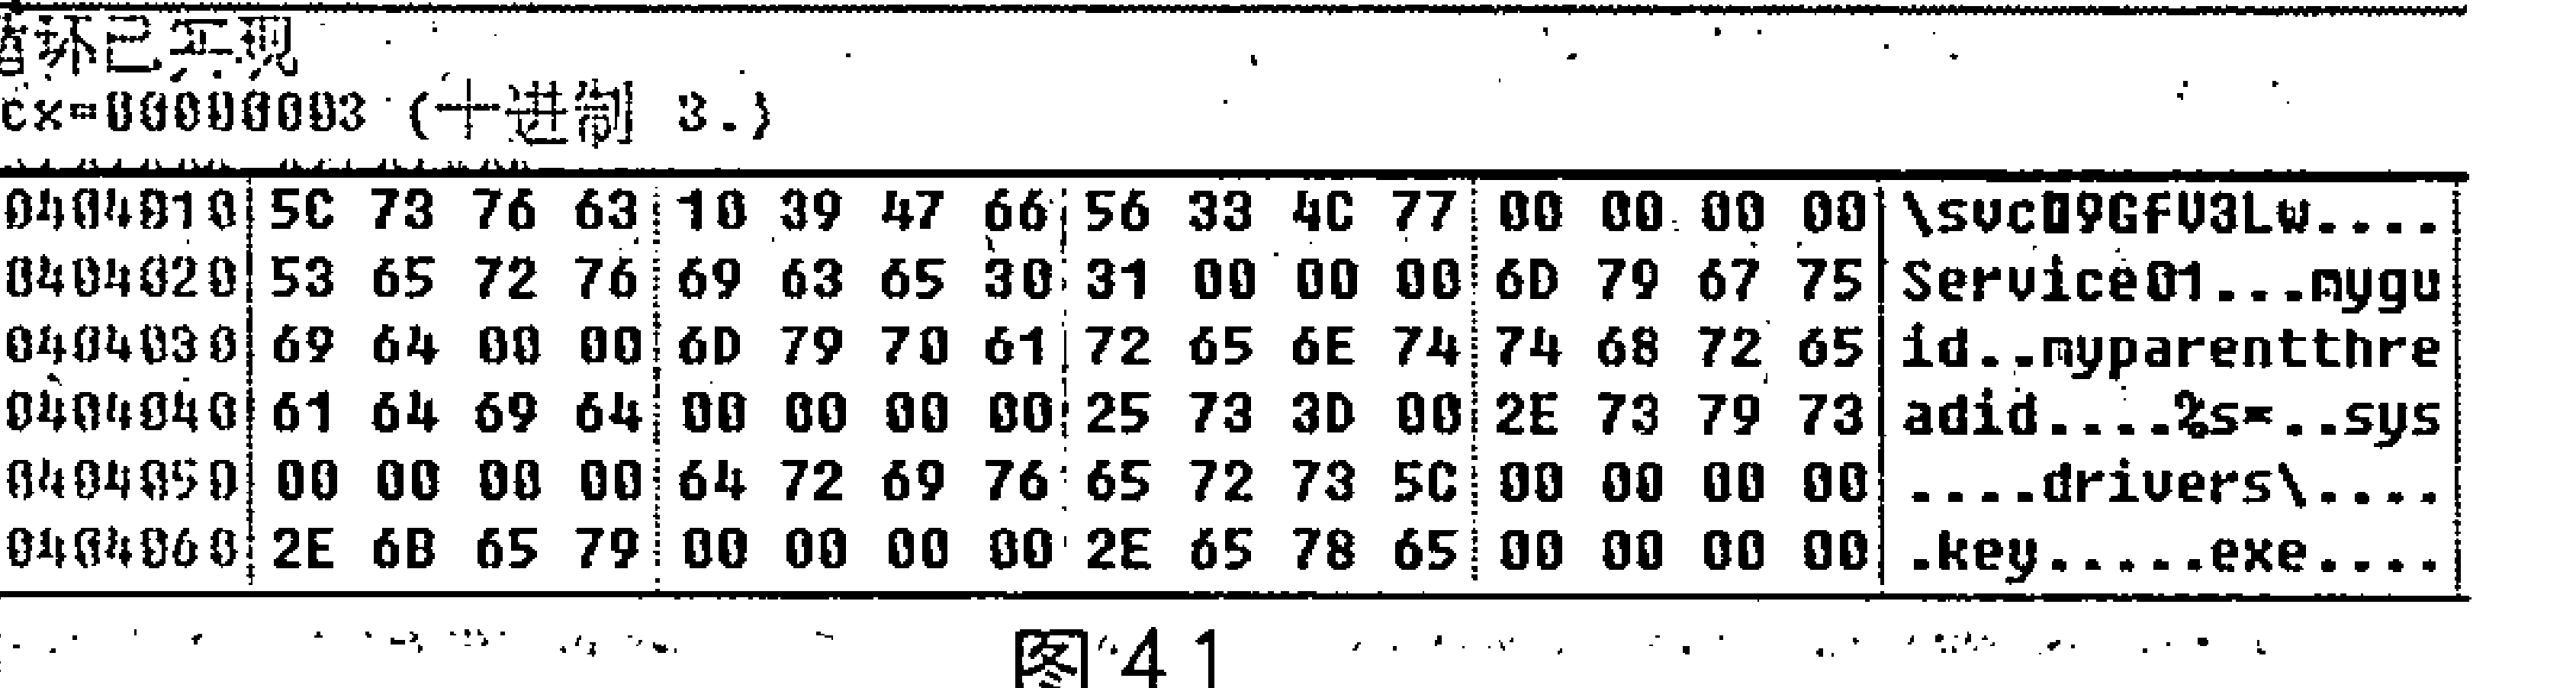 循环已实现
cx=00000003 (十进制 3.)
0404010 5C 73 76 63 10 39 47 66 56 33 4C 77 00 00 00 00 \svc□9GfV3Lw....
0404020 53 65 72 76 69 63 65 30 31 00 00 00 6D 79 67 75 Service01...mygu
0404030 69 64 00 00 6D 79 70 61 72 65 6E 74 74 68 72 65 id..myparentthre
0404040 61 64 69 64 00 00 00 00 25 73 3D 00 2E 73 79 73 adid....%s=..sys
0404050 00 00 00 00 64 72 69 76 65 72 73 5C 00 00 00 00 ....drivers\....
0404060 2E 6B 65 79 00 00 00 00 2E 65 78 65 00 00 00 00 .key.....exe....
图41